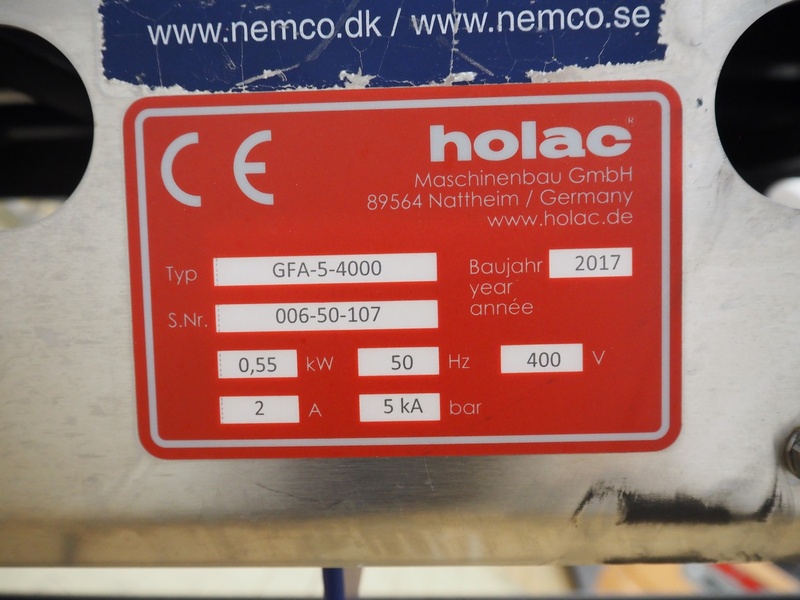 www.nemco.dk / www.nemco.se
CE
holac®
Maschinenbau GmbH
89564 Nattheim / Germany
www.holac.de
Typ GFA-5-4000
Baujahr 2017
year
année
S.Nr. 006-50-107
0,55 kW 50 Hz 400 V
2 A 5 kA bar